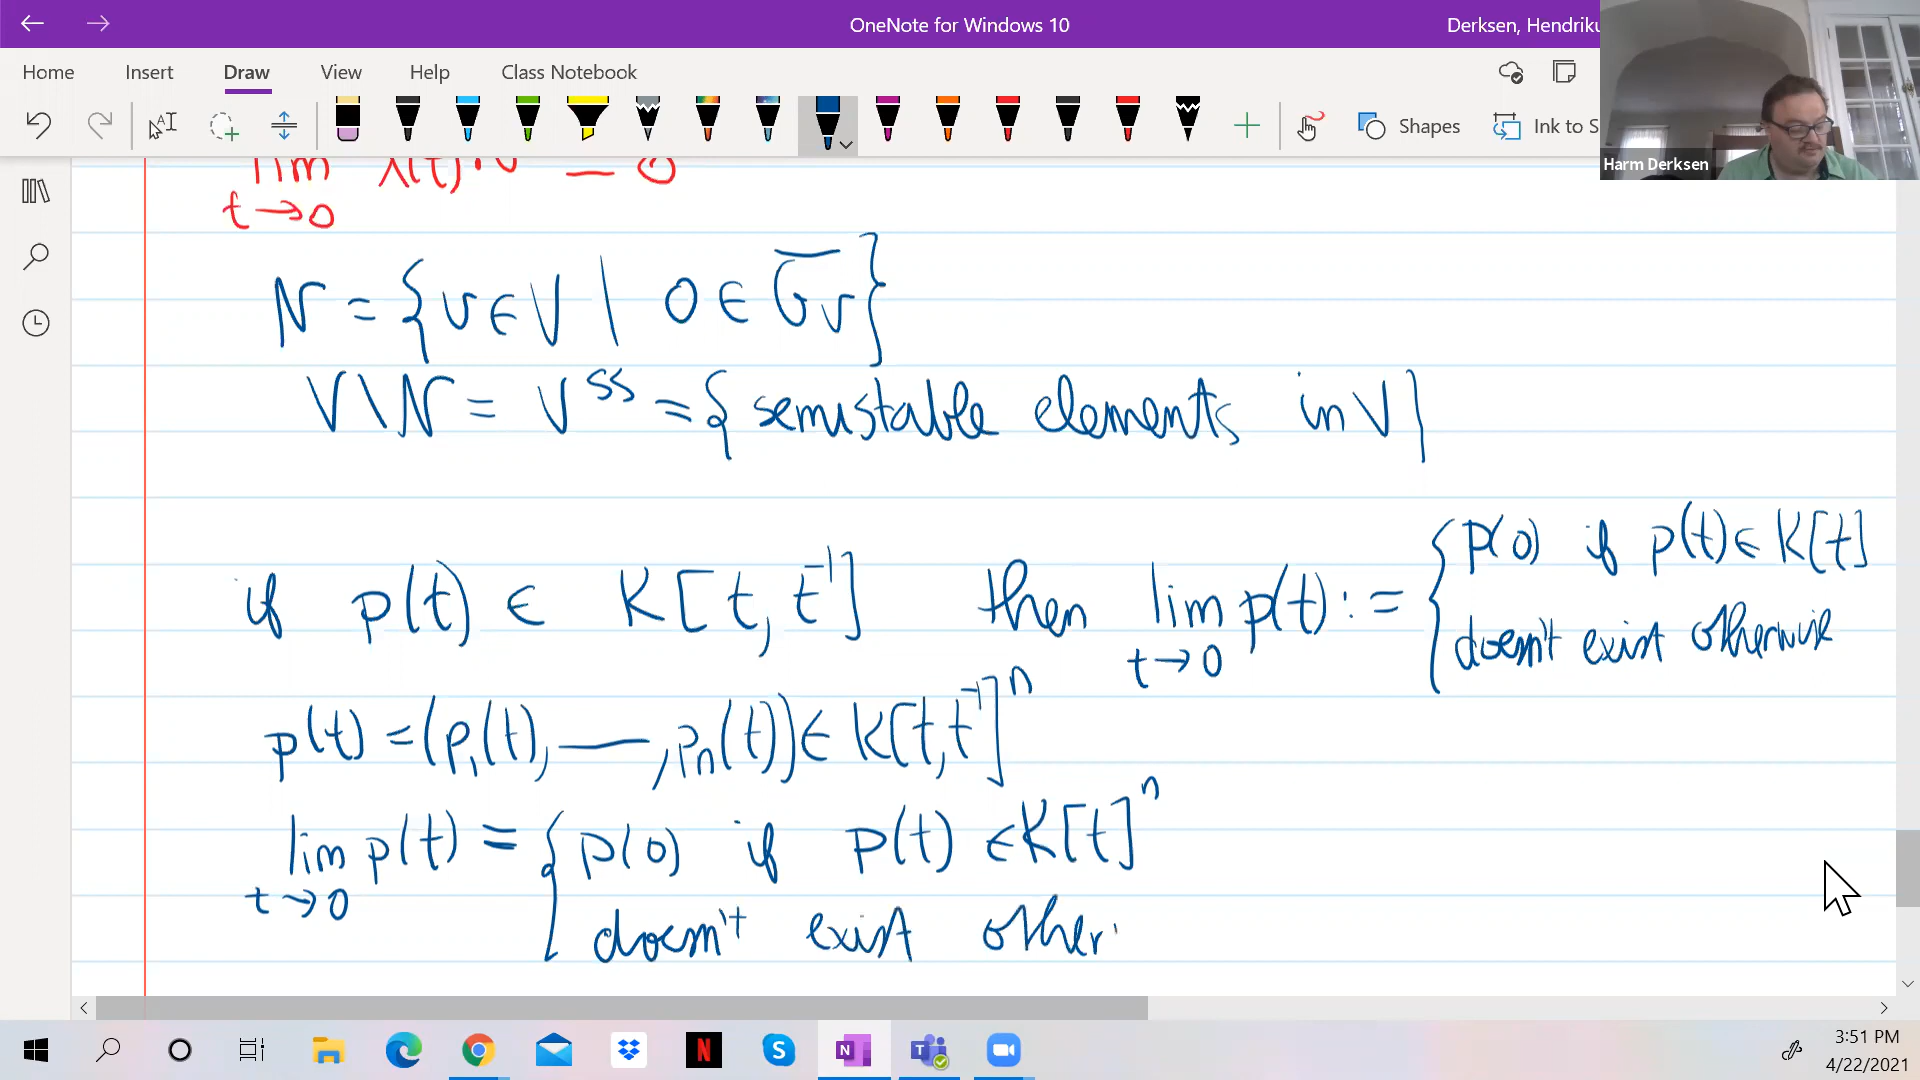 OneNote for Windows 10
Derksen, Hendriku
Home Insert Draw View Help Class Notebook
Shapes
Ink to S
Harm Derksen
lim λ(t)·v = 0
t→0
N = {v∈V | 0 ∈ \overline{Gv}}
V\N = V^{ss} = {semistable elements in V}
if p(t) ∈ K[t, t^{-1}] then lim p(t) := { p(0) if p(t) ∈ K[t]
t→0 doesn't exist otherwise
p(t) = (p_1(t), —, p_n(t)) ∈ K[t,t^{-1}]^n
lim p(t) = { p(0) if p(t) ∈ K[t]^n
t→0
doesn't exist other
3:51 PM
4/22/2021